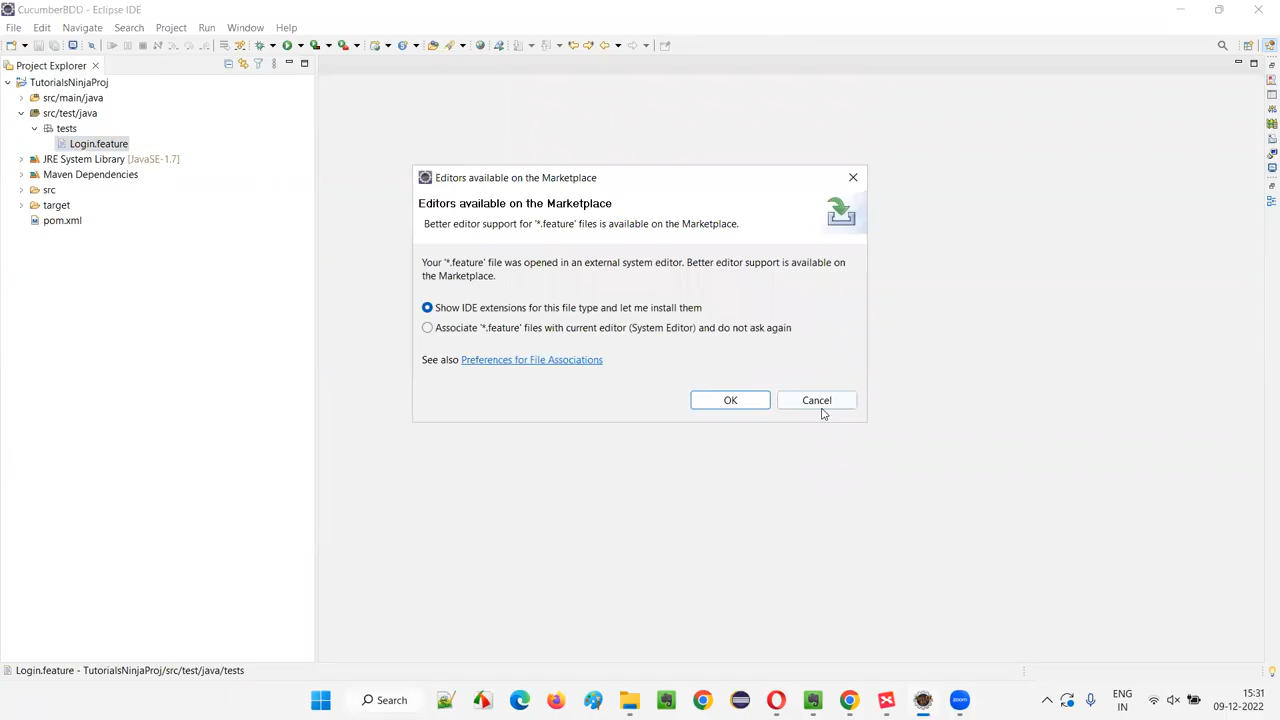 CucumberBDD - Eclipse IDE
File Edit Navigate Search Project Run Window Help
Project Explorer
TutorialsNinjaProj
src/main/java
src/test/java
tests
Login.feature
JRE System Library [JavaSE-1.7]
Maven Dependencies
src
target
pom.xml
Editors available on the Marketplace
Editors available on the Marketplace
Better editor support for '*.feature' files is available on the Marketplace.
Your '*.feature' file was opened in an external system editor. Better editor support is available on
the Marketplace.
Show IDE extensions for this file type and let me install them
Associate '*.feature' files with current editor (System Editor) and do not ask again
See also Preferences for File Associations
OK Cancel
Login.feature - TutorialsNinjaProj/src/test/java/tests
Search
ENG
IN
15:31
09-12-2022
zoom